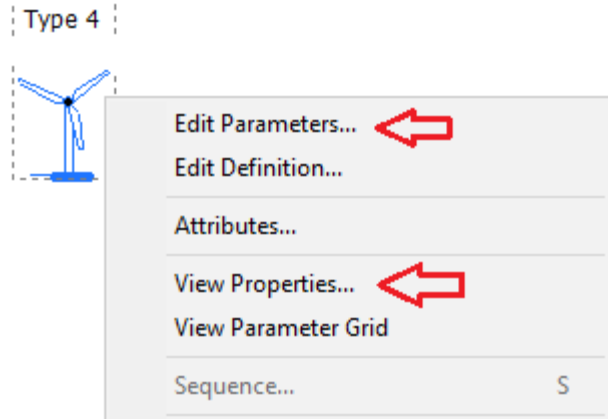 Type 4
Edit Parameters...
Edit Definition...
Attributes...
View Properties...
View Parameter Grid
Sequence... S